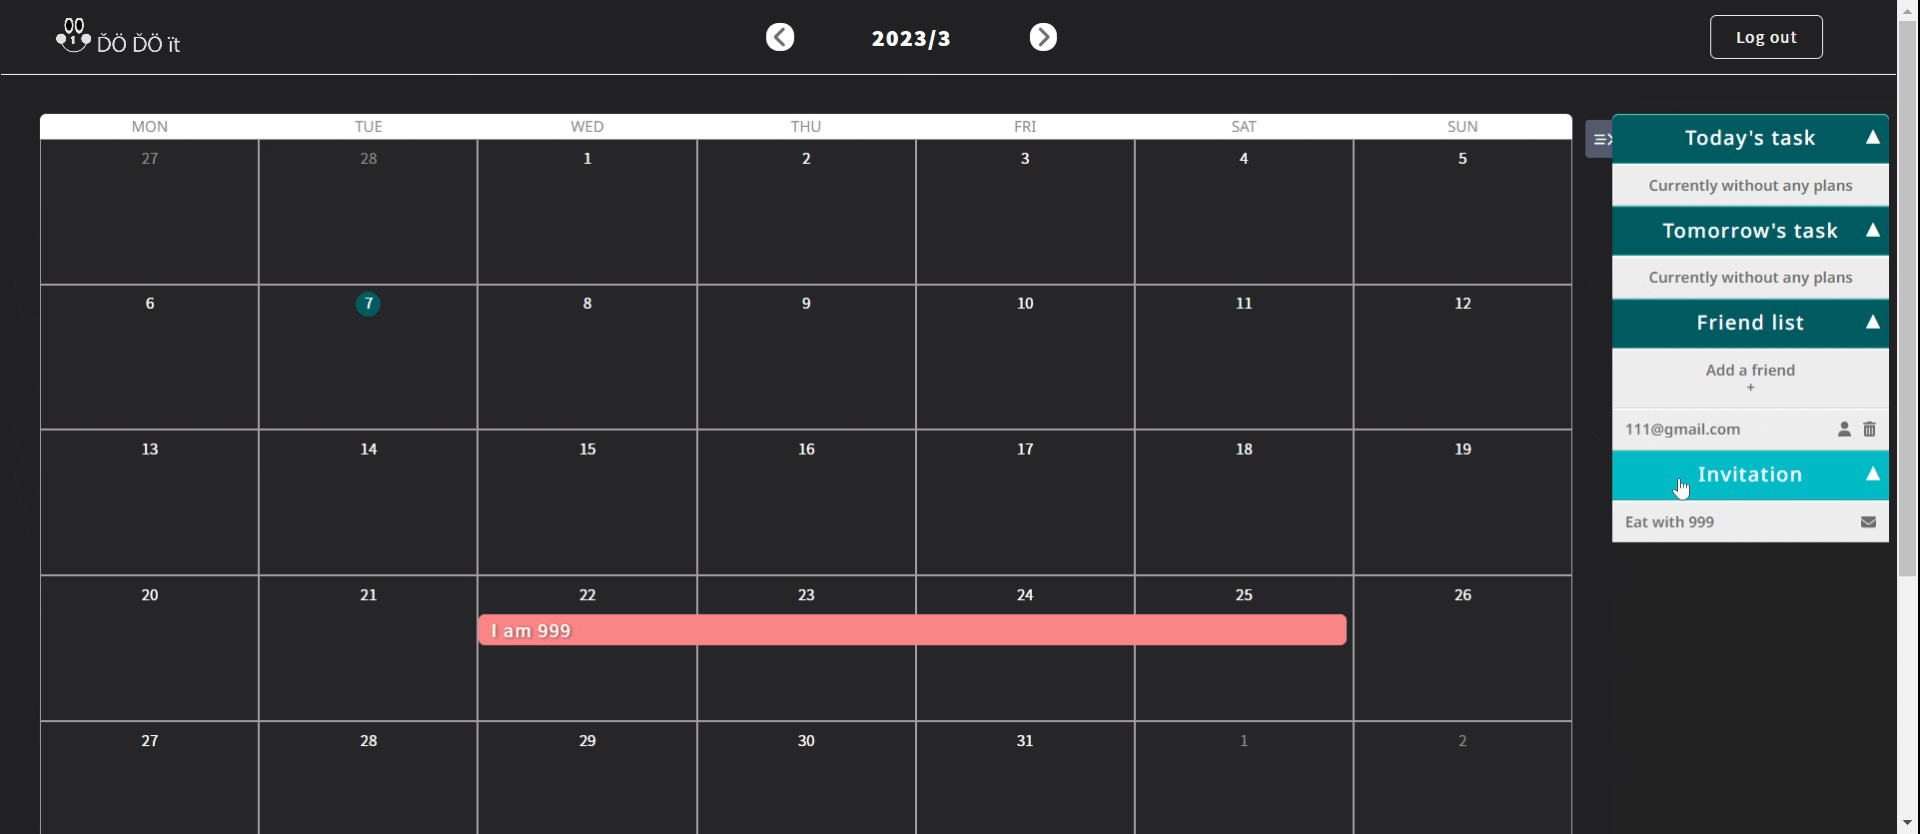 ĎÖ ĎÖ ït
2023/3
Log out
MON TUE WED THU FRI SAT SUN
27 28 1 2 3 4 5
6 7 8 9 10 11 12
13 14 15 16 17 18 19
20 21 22 23 24 25 26
I am 999
27 28 29 30 31 1 2
Today's task ▲
Currently without any plans
Tomorrow's task ▲
Currently without any plans
Friend list ▲
Add a friend
+
111@gmail.com
Invitation ▲
Eat with 999